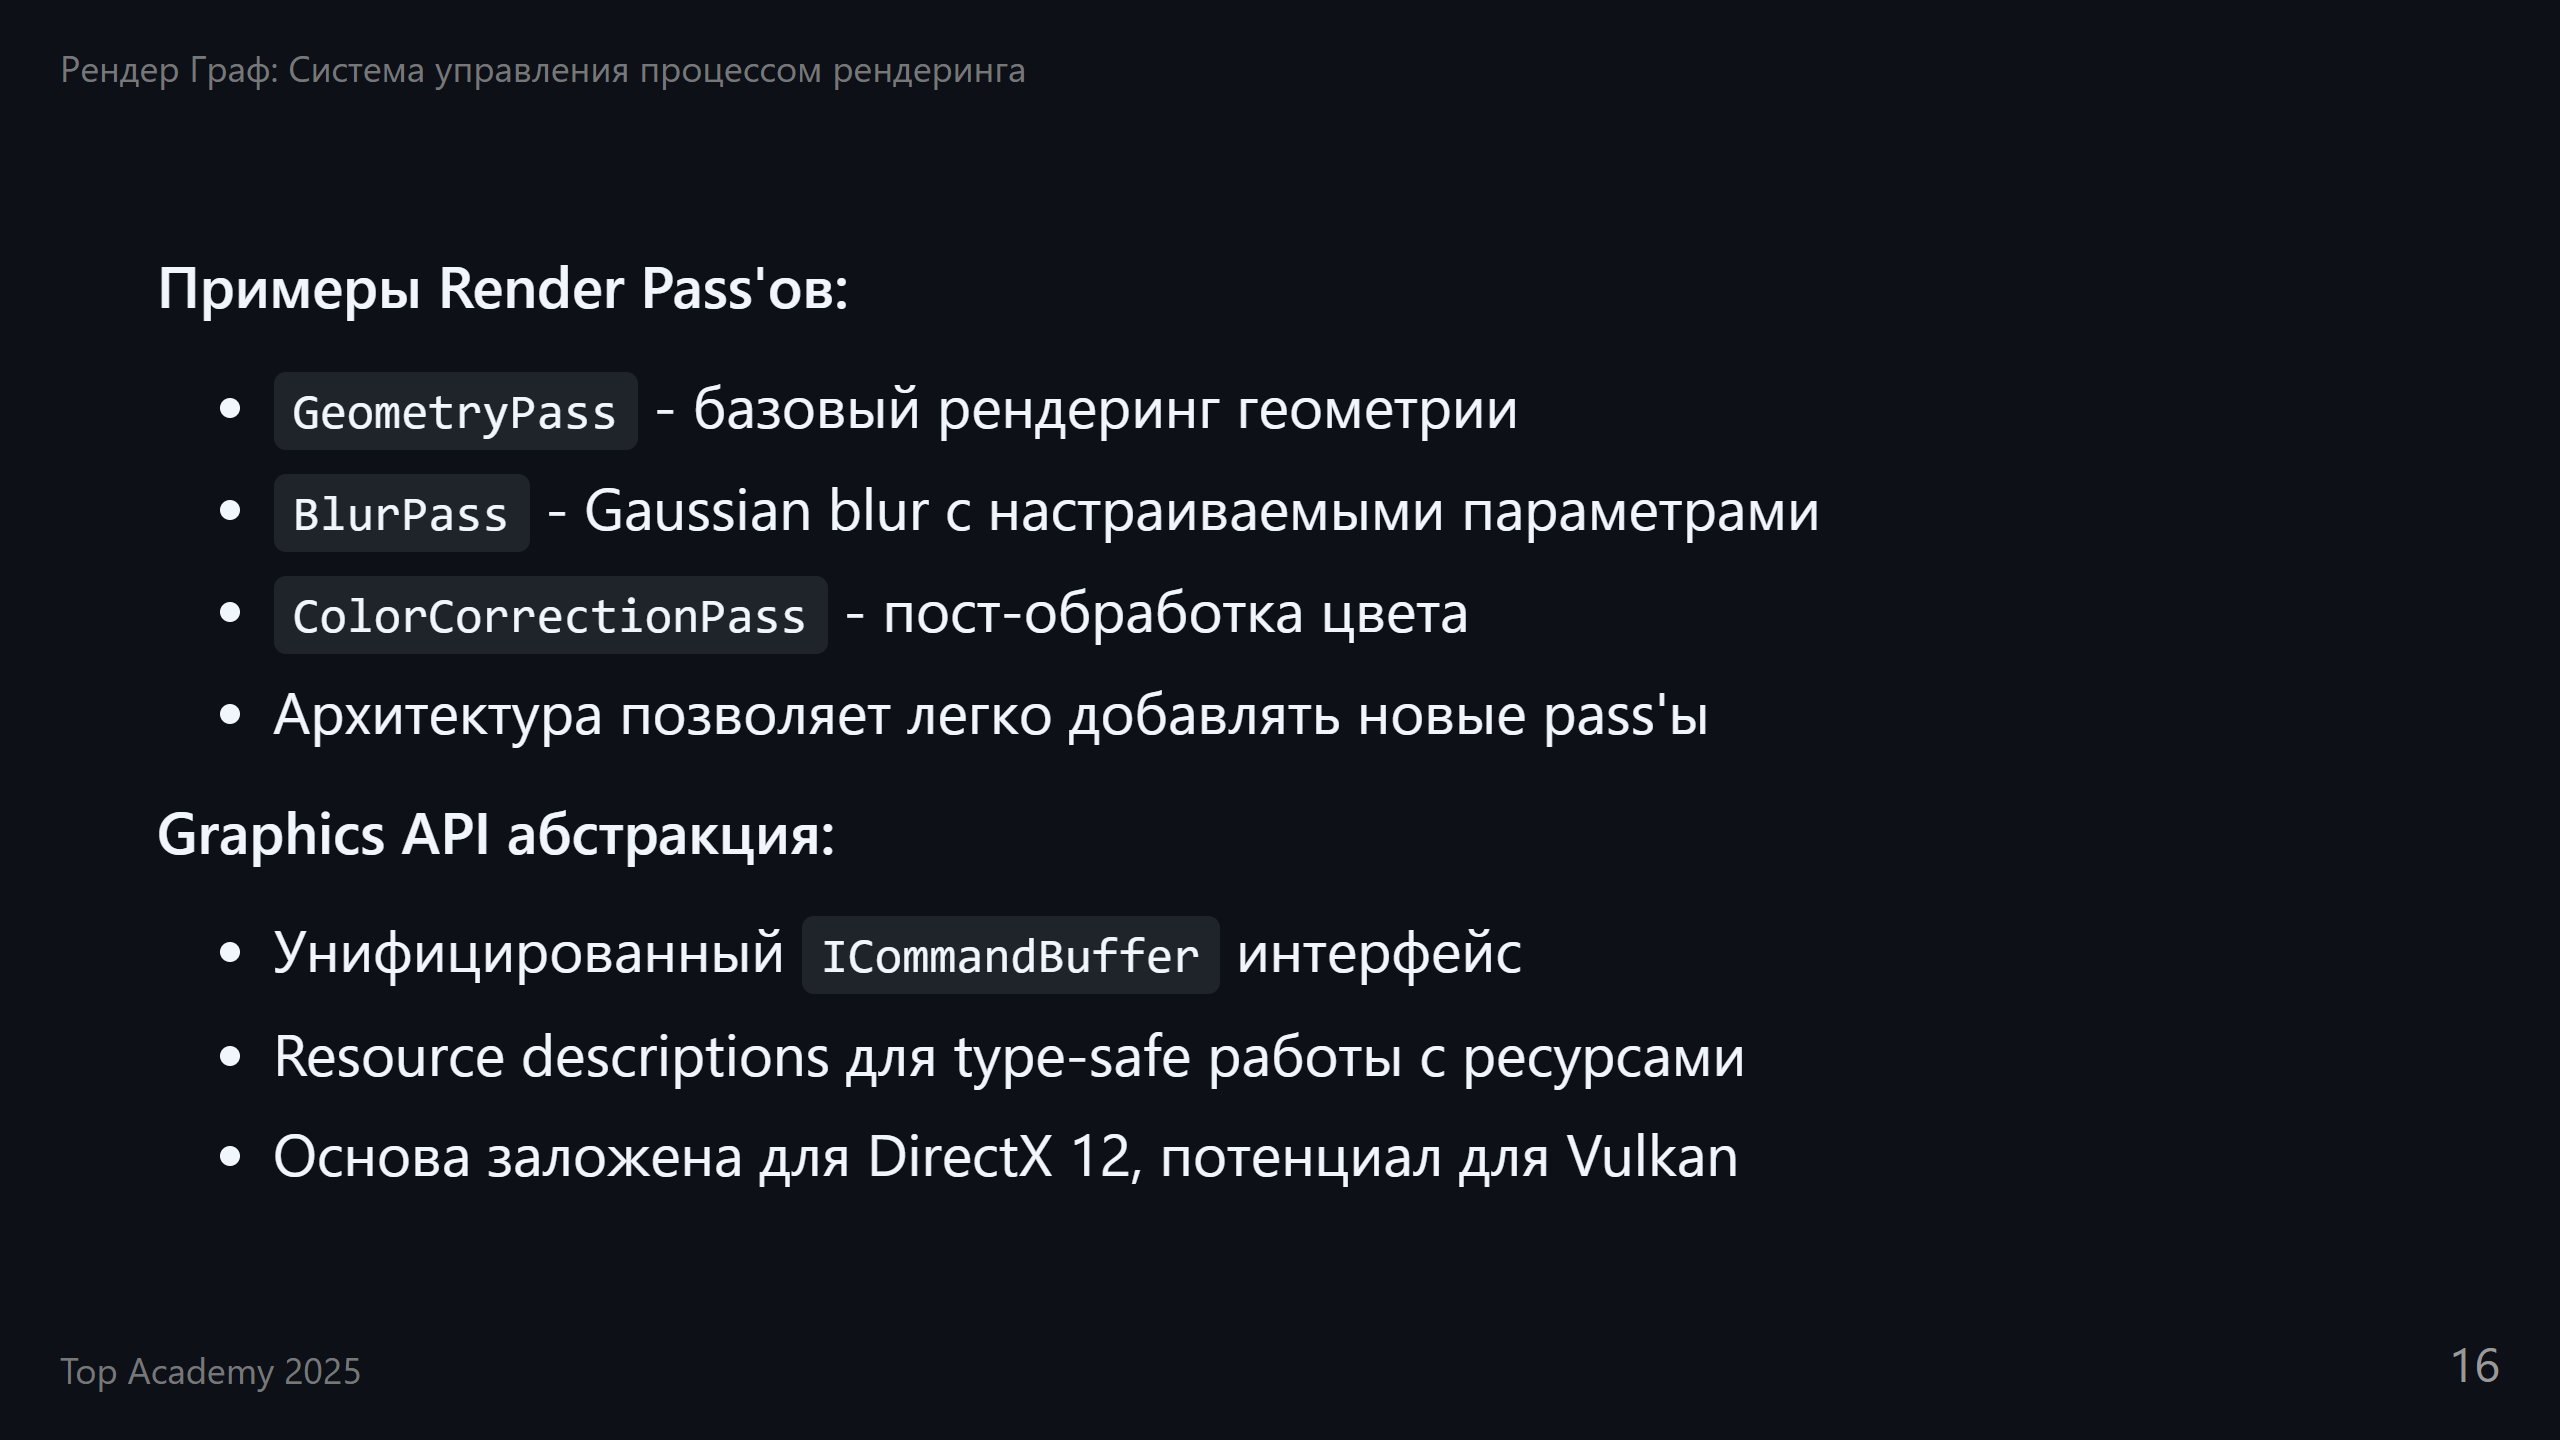 Рендер Граф: Система управления процессом рендеринга
Примеры Render Pass'ов:
• GeometryPass - базовый рендеринг геометрии
• BlurPass - Gaussian blur с настраиваемыми параметрами
• ColorCorrectionPass - пост-обработка цвета
• Архитектура позволяет легко добавлять новые pass'ы
Graphics API абстракция:
• Унифицированный ICommandBuffer интерфейс
• Resource descriptions для type-safe работы с ресурсами
• Основа заложена для DirectX 12, потенциал для Vulkan
Top Academy 2025
16